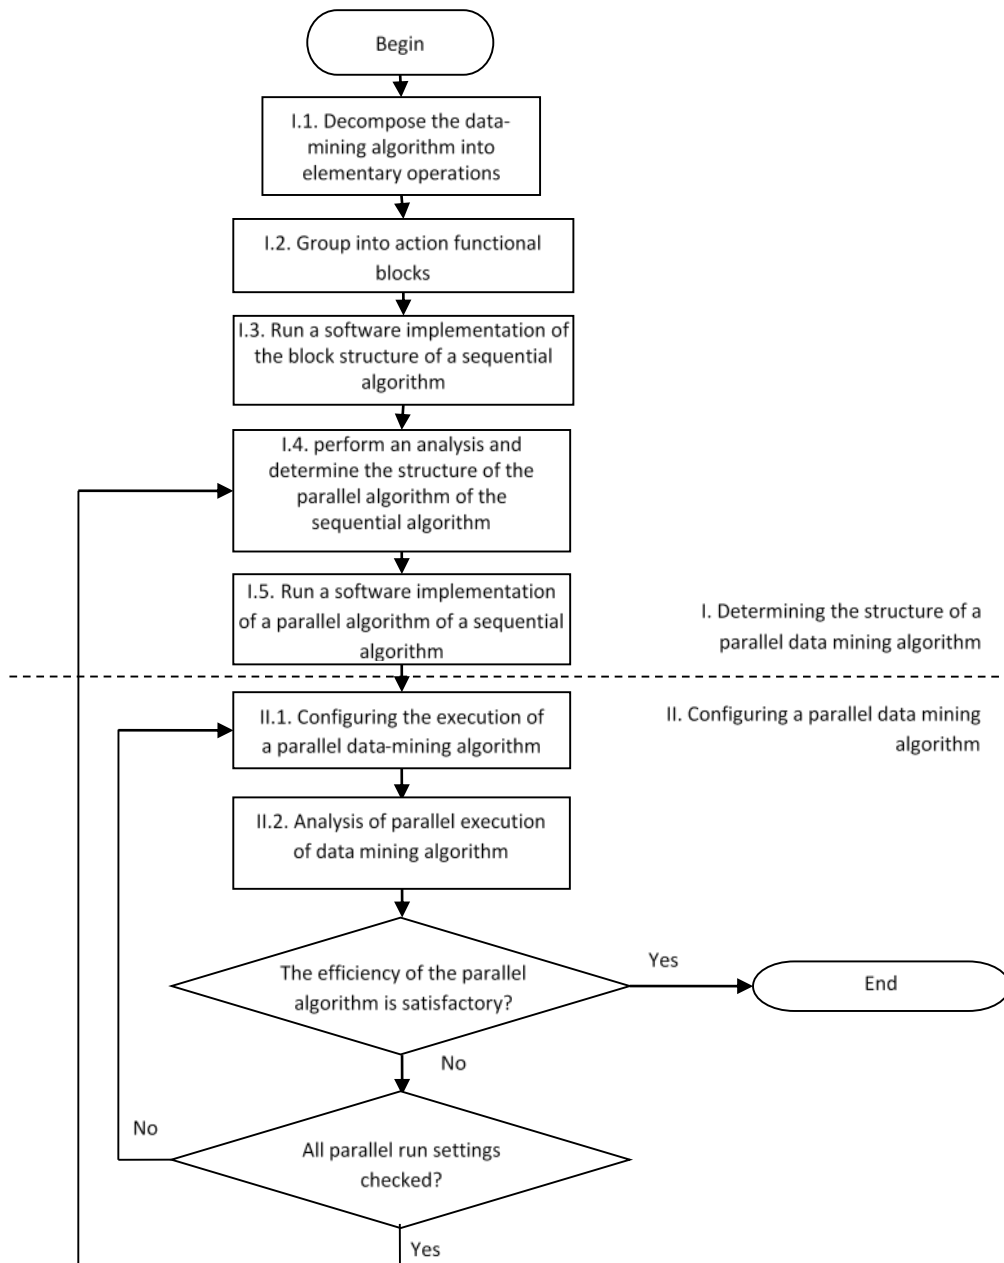 Begin
I.1. Decompose the data-
mining algorithm into
elementary operations
I.2. Group into action functional
blocks
I.3. Run a software implementation of
the block structure of a sequential
algorithm
I.4. perform an analysis and
determine the structure of the
parallel algorithm of the
sequential algorithm
I.5. Run a software implementation
of a parallel algorithm of a sequential
algorithm
I. Determining the structure of a
parallel data mining algorithm
II. Configuring a parallel data mining
algorithm
II.1. Configuring the execution of
a parallel data-mining algorithm
II.2. Analysis of parallel execution
of data mining algorithm
The efficiency of the parallel
algorithm is satisfactory?
Yes
End
No
No
All parallel run settings
checked?
Yes